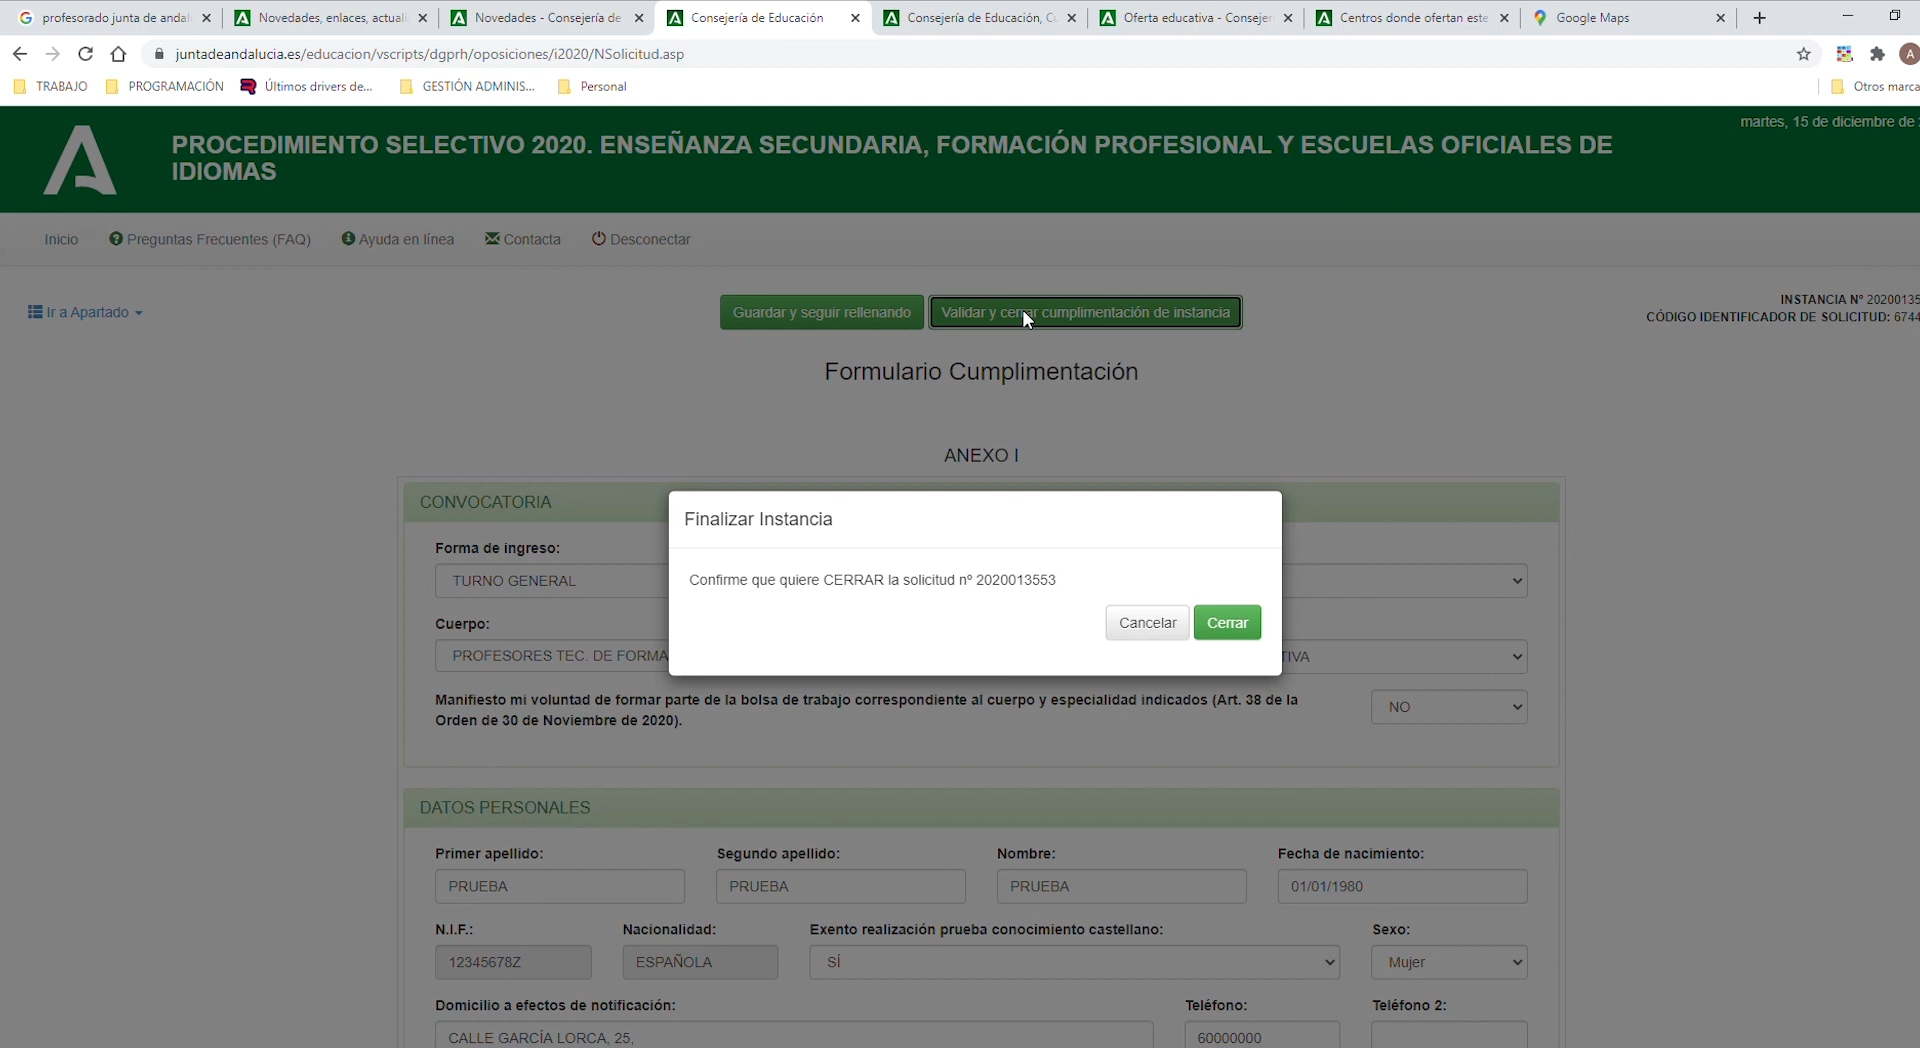 profesorado junta de andal
Novedades, enlaces, actuali
Novedades - Consejería de
Consejería de Educación
Consejería de Educación, C
Oferta educativa - Consejer
Centros donde ofertan este
Google Maps
juntadeandalucia.es/educacion/vscripts/dgprh/oposiciones/i2020/NSolicitud.asp
A
TRABAJO
PROGRAMACIÓN
Últimos drivers de...
GESTIÓN ADMINIS...
Personal
Otros marca
martes, 15 de diciembre de
PROCEDIMIENTO SELECTIVO 2020. ENSEÑANZA SECUNDARIA, FORMACIÓN PROFESIONAL Y ESCUELAS OFICIALES DE
IDIOMAS
Inicio
Preguntas Frecuentes (FAQ)
Ayuda en línea
Contacta
Desconectar
Ir a Apartado
Guardar y seguir rellenando
Validar y cerrar cumplimentación de instancia
INSTANCIA Nº 20200135
CÓDIGO IDENTIFICADOR DE SOLICITUD: 6744
Formulario Cumplimentación
ANEXO I
CONVOCATORIA
Finalizar Instancia
Forma de ingreso:
TURNO GENERAL
Confirme que quiere CERRAR la solicitud nº 2020013553
Cancelar
Cerrar
Cuerpo:
PROFESORES TEC. DE FORMA
TIVA
Manifiesto mi voluntad de formar parte de la bolsa de trabajo correspondiente al cuerpo y especialidad indicados (Art. 38 de la
Orden de 30 de Noviembre de 2020).
NO
DATOS PERSONALES
Primer apellido:
Segundo apellido:
Nombre:
Fecha de nacimiento:
PRUEBA
PRUEBA
PRUEBA
01/01/1980
N.I.F.:
Nacionalidad:
Exento realización prueba conocimiento castellano:
Sexo:
12345678Z
ESPAÑOLA
SÍ
Mujer
Domicilio a efectos de notificación:
Teléfono:
Teléfono 2:
CALLE GARCÍA LORCA, 25,
60000000